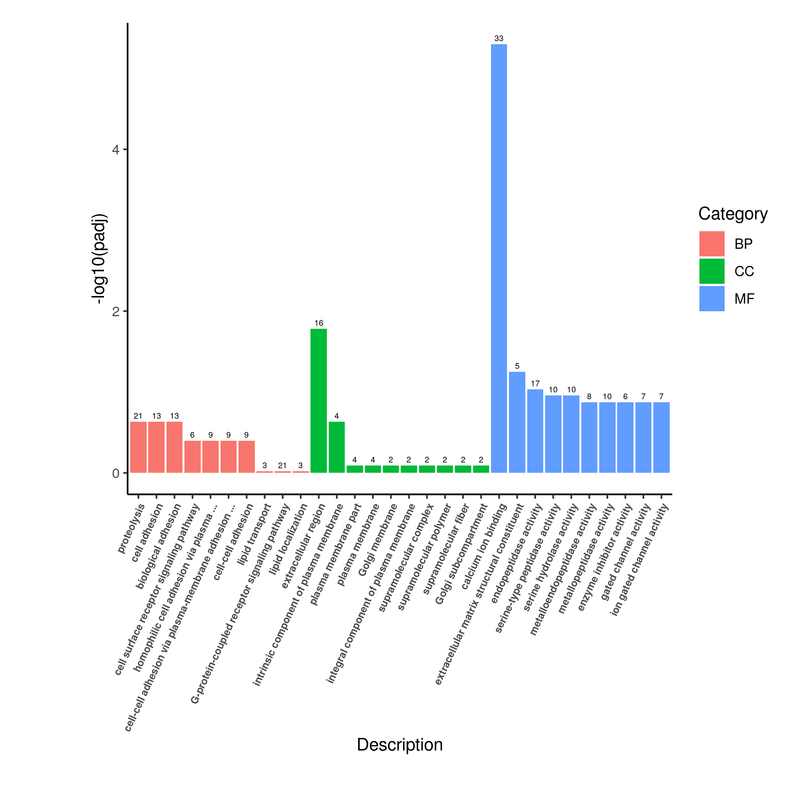 33
16
5
17
10
10
8
10
6
7
7
21
13
13
6
9
9
9
3
21
3
4
4
4
2
2
2
2
2
2
4
2
0
-log10(padj)
Category
BP
CC
MF
proteolysis
cell adhesion
biological adhesion
cell surface receptor signaling pathway
homophilic cell adhesion via plasma ...
cell-cell adhesion via plasma-membrane adhesion ...
cell-cell adhesion
lipid transport
G-protein-coupled receptor signaling pathway
lipid localization
extracellular region
intrinsic component of plasma membrane
plasma membrane part
plasma membrane
Golgi membrane
integral component of plasma membrane
supramolecular complex
supramolecular polymer
supramolecular fiber
Golgi subcompartment
calcium ion binding
extracellular matrix structural constituent
endopeptidase activity
serine-type peptidase activity
serine hydrolase activity
metalloendopeptidase activity
metallopeptidase activity
enzyme inhibitor activity
gated channel activity
ion gated channel activity
Description